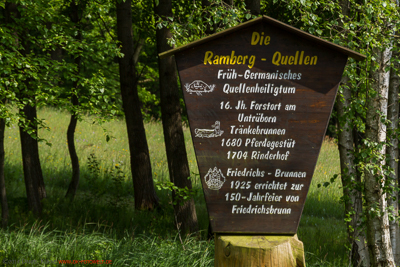 Die
Ramberg - Quellen
Früh - Germanisches
Quellenheiligtum
16. Jh. Forstort am
Unträborn
Tränkebrunnen
1680 Pferdegestüt
1704 Rinderhof
Friedrichs - Brunnen
1925 errichtet zur
150-Jahrfeier von
Friedrichsbrunn